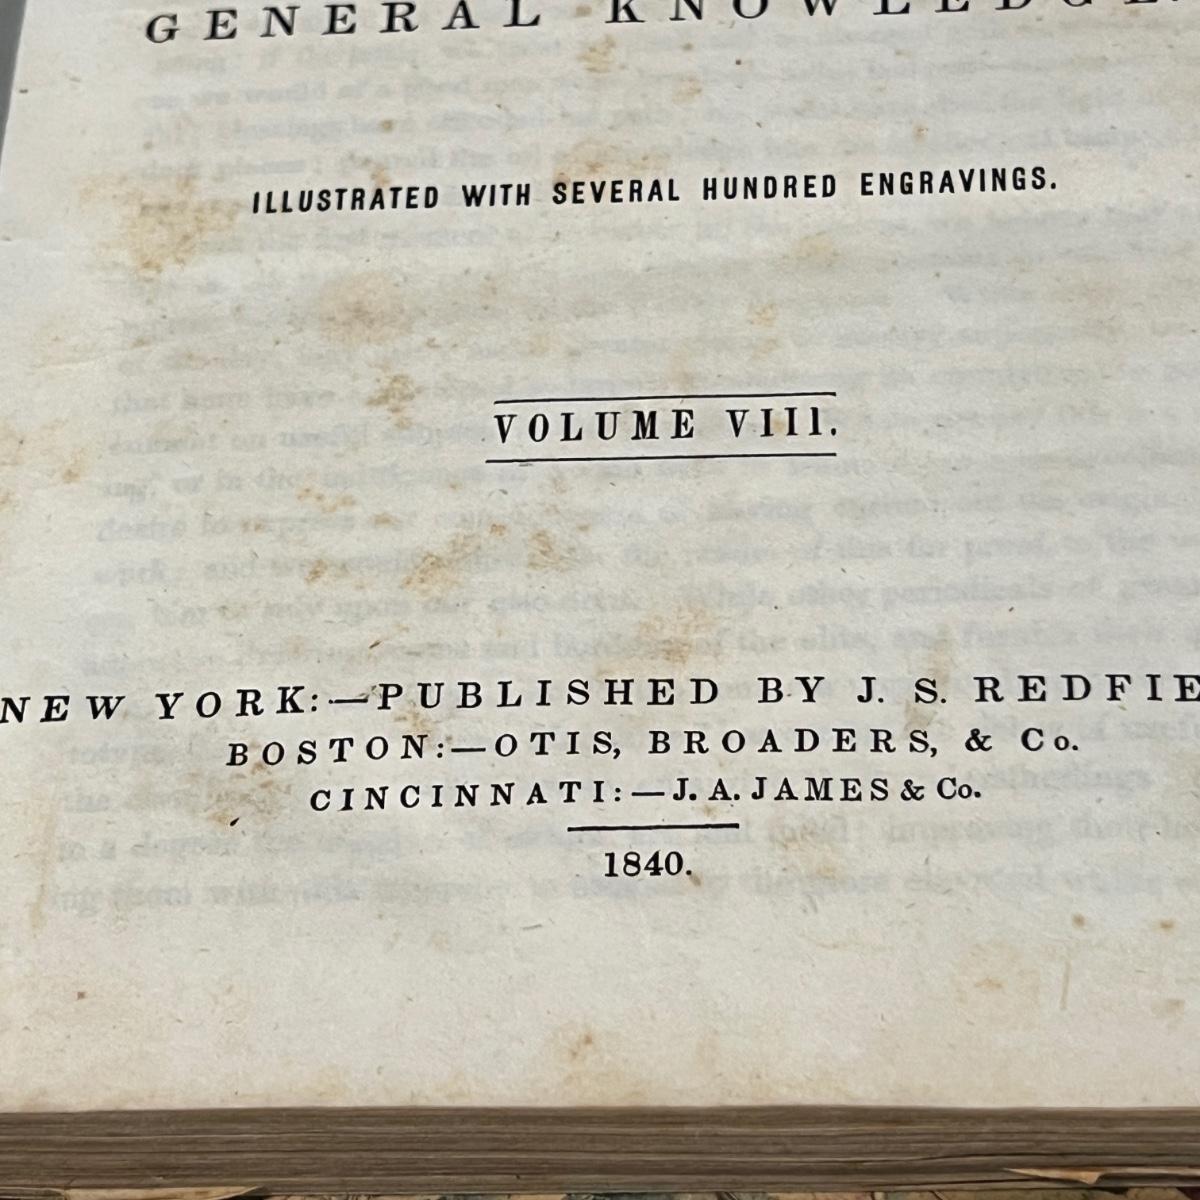 GENERAL KNOWLEDGE.
ILLUSTRATED WITH SEVERAL HUNDRED ENGRAVINGS.
VOLUME VIII.
NEW YORK:—PUBLISHED BY J. S. REDFIE
BOSTON:—OTIS, BROADERS, & Co.
CINCINNATI:—J. A. JAMES & Co.
1840.